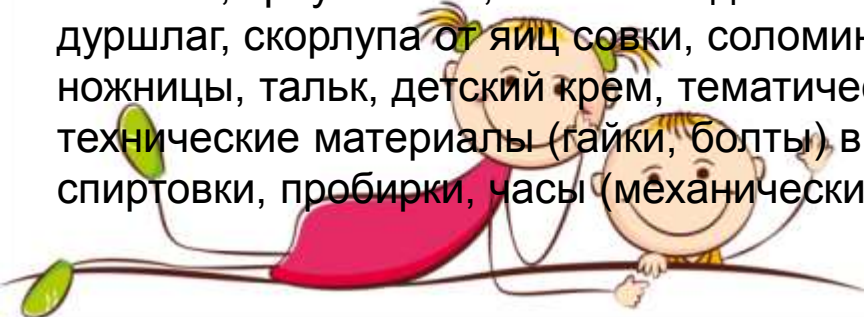 дуршлаг, скорлупа от яиц совки, соломин
ножницы, тальк, детский крем, тематичес
технические материалы (гайки, болты) в
спиртовки, пробирки, часы (механически